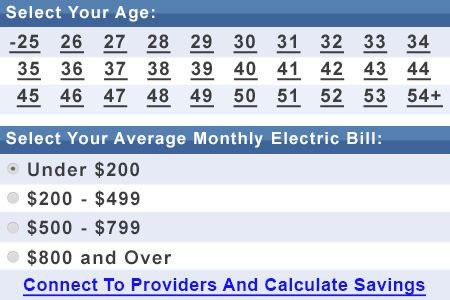 Select Your Age:
-25 26 27 28 29 30 31 32 33 34
35 36 37 38 39 40 41 42 43 44
45 46 47 48 49 50 51 52 53 54+
Select Your Average Monthly Electric Bill:
Under $200
$200 - $499
$500 - $799
$800 and Over
Connect To Providers And Calculate Savings